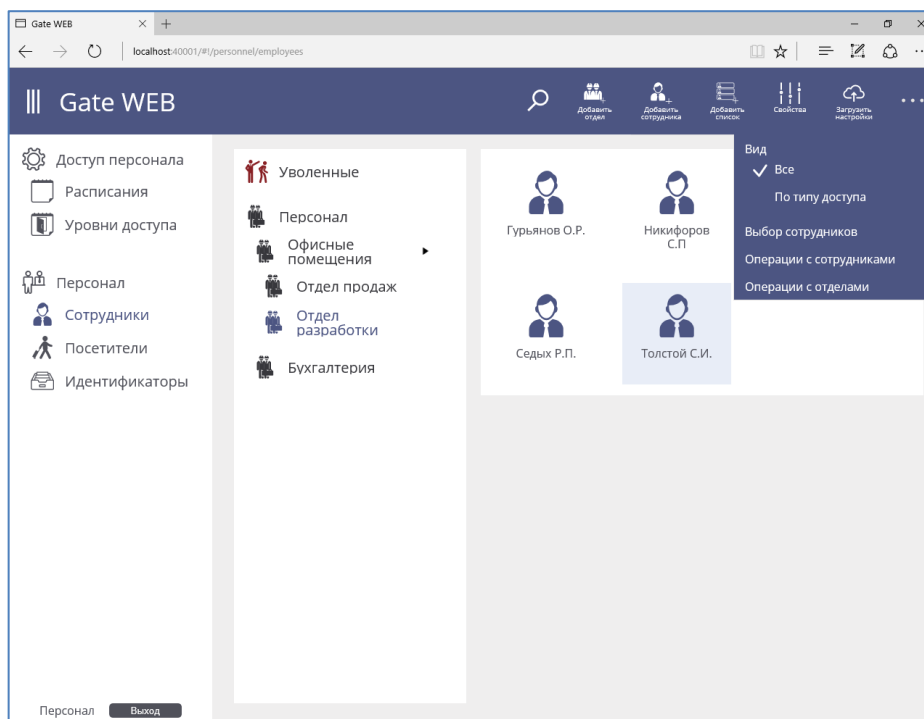 Gate WEB
localhost:40001/#!/personnel/employees
Gate WEB
Добавить
отдел
Добавить
сотрудника
Добавить
список
Свойства
Загрузить
настройки
Доступ персонала
Расписания
Уровни доступа
Персонал
Сотрудники
Посетители
Идентификаторы
Уволенные
Персонал
Офисные
помещения
Отдел продаж
Отдел
разработки
Бухгалтерия
Гурьянов О.Р.
Никифоров
С.П
Седых Р.П.
Толстой С.И.
Вид
Все
По типу доступа
Выбор сотрудников
Операции с сотрудниками
Операции с отделами
Персонал
Выход